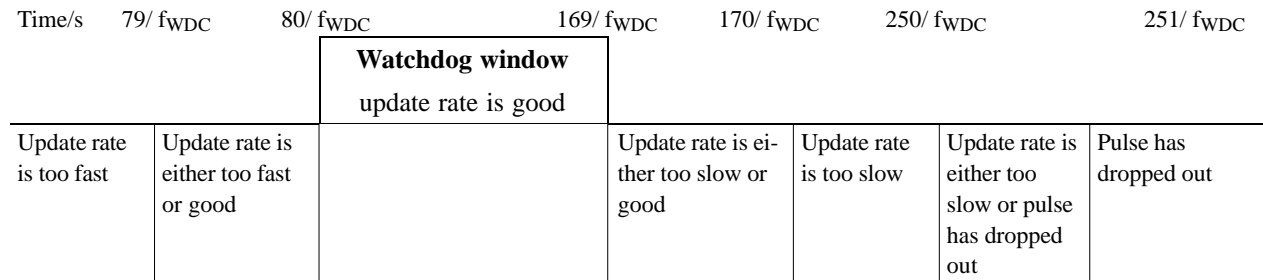 Time/s 79/ fWDC 80/ fWDC 169/ fWDC 170/ fWDC 250/ fWDC 251/ fWDC
Watchdog window
update rate is good
Update rate
is too fast
Update rate is
either too fast
or good
Update rate is ei-
ther too slow or
good
Update rate
is too slow
Update rate is
either too
slow or pulse
has dropped
out
Pulse has
dropped out